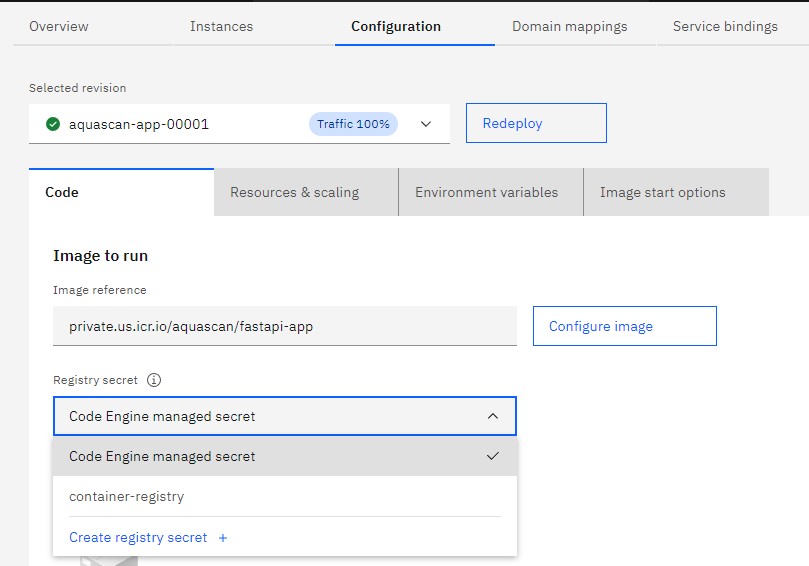 Overview Instances Configuration Domain mappings Service bindings
Selected revision
aquascan-app-00001 Traffic 100% Redeploy
Code Resources & scaling Environment variables Image start options
Image to run
Image reference
private.us.icr.io/aquascan/fastapi-app Configure image
Registry secret
Code Engine managed secret
Code Engine managed secret
container-registry
Create registry secret +